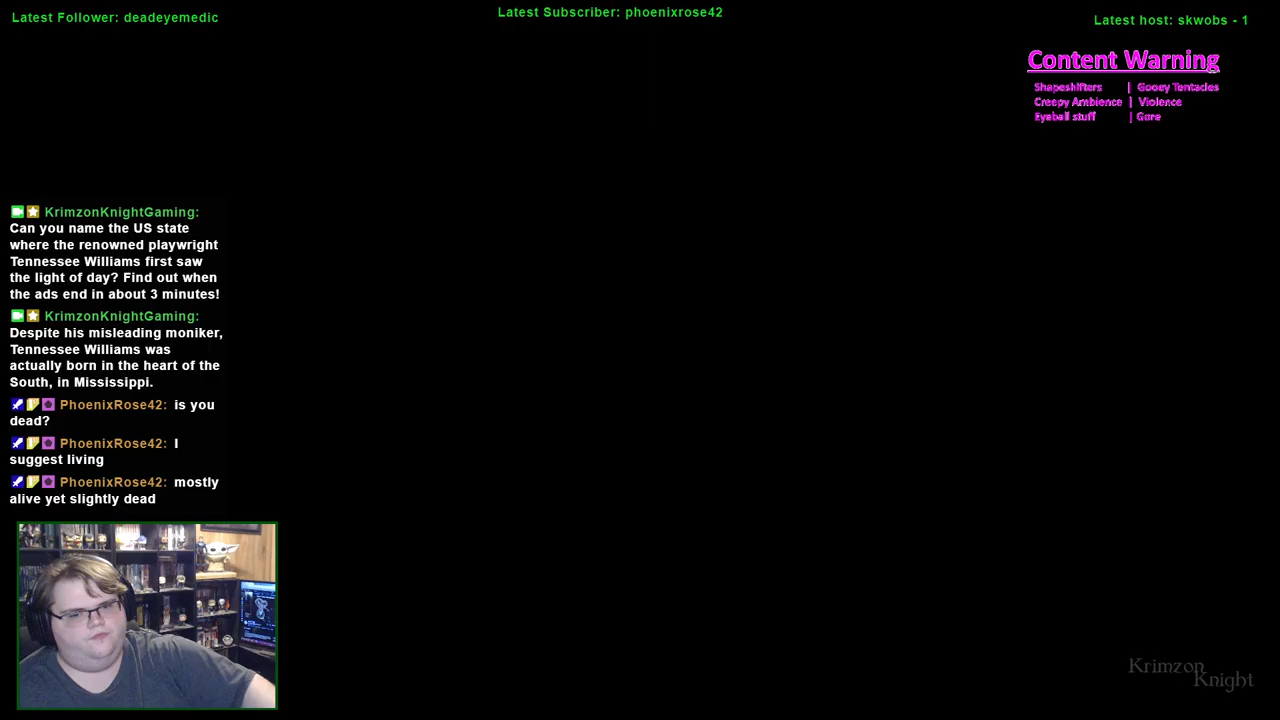 Latest Follower: deadeyemedic
Latest Subscriber: phoenixrose42
Latest host: skwobs - 1
Content Warning
Shapeshifters | Gooey Tentacles
Creepy Ambience | Violence
Eyeball stuff | Gore
KrimzonKnightGaming:
Can you name the US state
where the renowned playwright
Tennessee Williams first saw
the light of day? Find out when
the ads end in about 3 minutes!
KrimzonKnightGaming:
Despite his misleading moniker,
Tennessee Williams was
actually born in the heart of the
South, in Mississippi.
PhoenixRose42: is you
dead?
PhoenixRose42: I
suggest living
PhoenixRose42: mostly
alive yet slightly dead
Krimzon
Knight